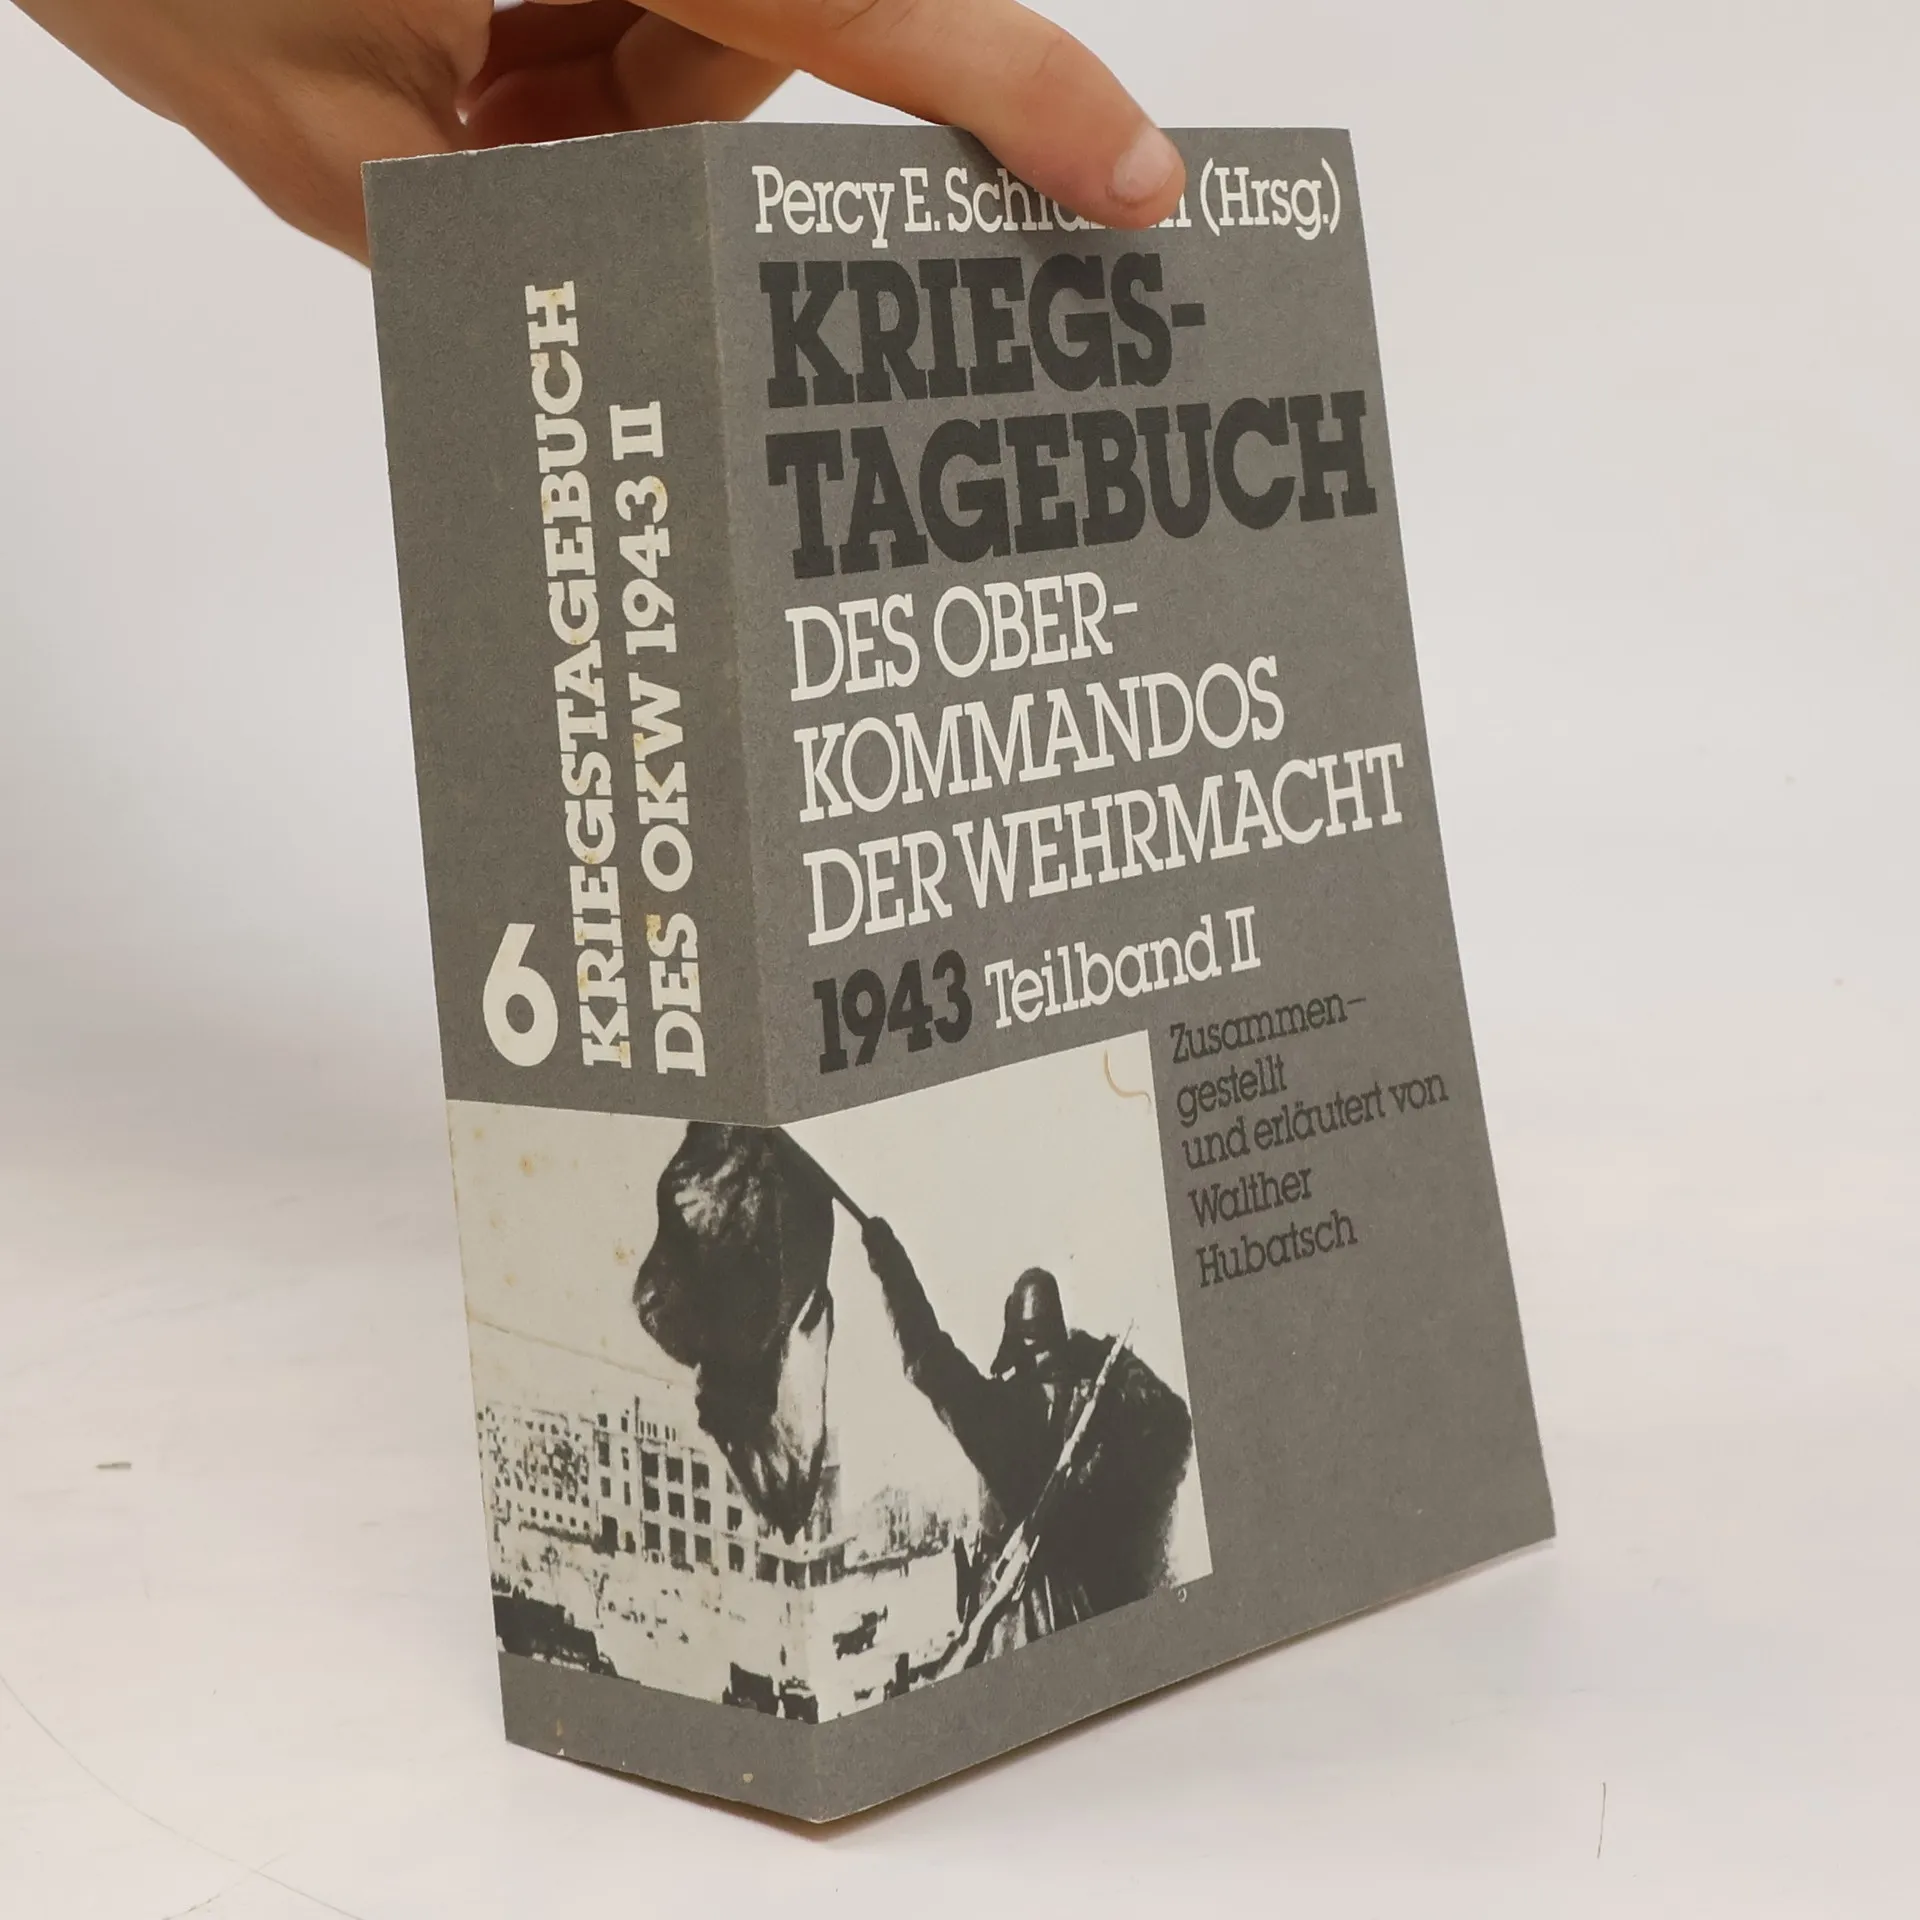 Percy E. (Hrsg.)
KRIEGS-
TAGEBUCH
DES OBER-
KOMMANDOS
DER WEHRMACHT
1943 Teilband II
Zusammen-
gestellt
und erläutert von
Walther
Hubatsch
6
KRIEGSTAGEBUCH
DES OKW 1943 II